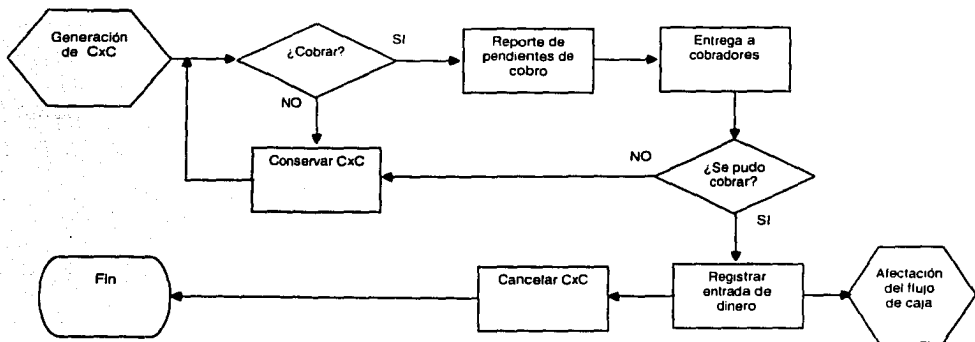 Generación
de CxC
¿Cobrar?
SI
Reporte de
pendientes de
cobro
Entrega a
cobradores
NO
Conservar CxC
NO
¿Se pudo
cobrar?
SI
Fin
Cancelar CxC
Registrar
entrada de
dinero
Afectación
del flujo
de caja